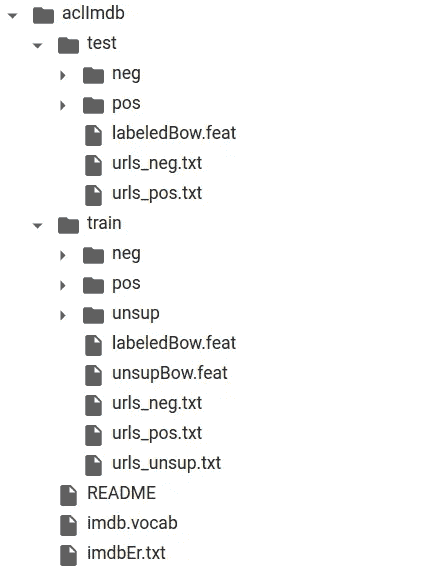 aclImdb
test
neg
pos
labeledBow.feat
urls_neg.txt
urls_pos.txt
train
neg
pos
unsup
labeledBow.feat
unsupBow.feat
urls_neg.txt
urls_pos.txt
urls_unsup.txt
README
imdb.vocab
imdbEr.txt